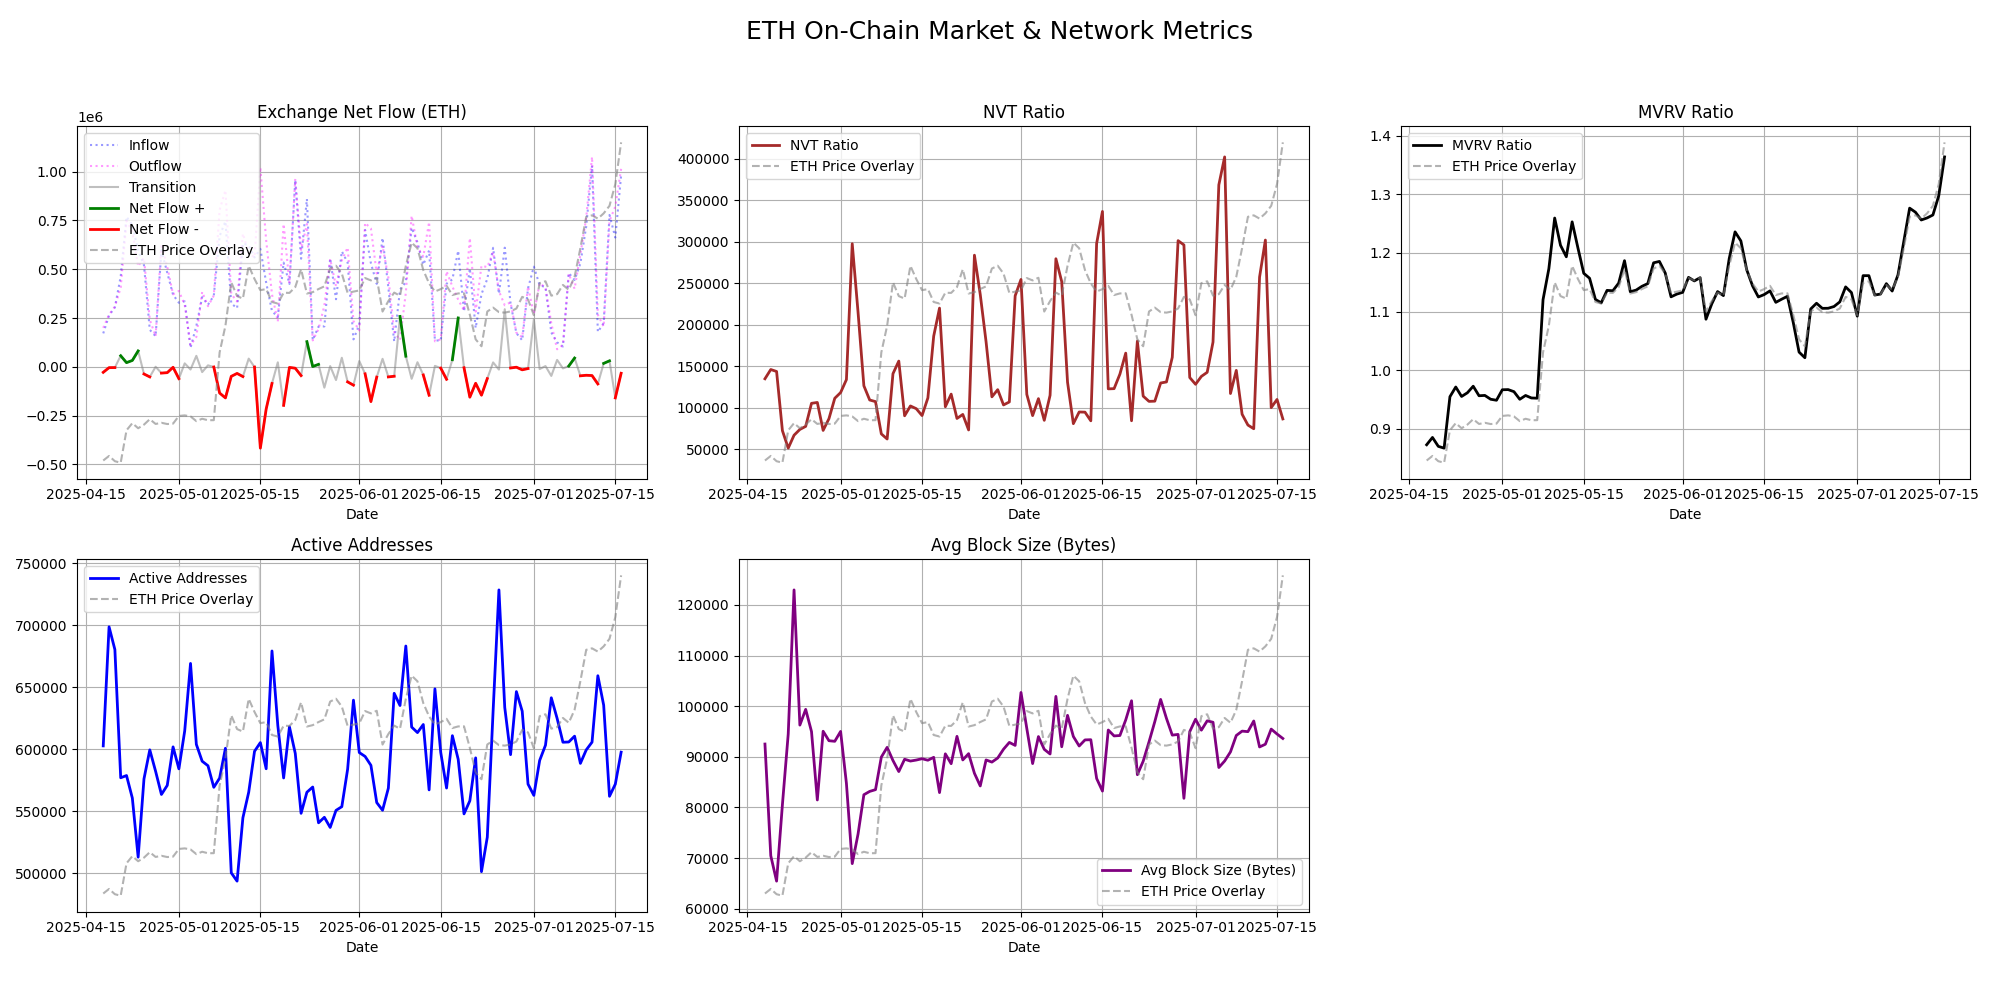 ETH On-Chain Market & Network Metrics
Exchange Net Flow (ETH)
1e6
Inflow
Outflow
Transition
Net Flow +
Net Flow -
ETH Price Overlay
1.00
0.75
0.50
0.25
0.00
−0.25
−0.50
2025-04-15 2025-05-01 2025-05-15 2025-06-01 2025-06-15 2025-07-01 2025-07-15
Date
NVT Ratio
NVT Ratio
ETH Price Overlay
400000
350000
300000
250000
200000
150000
100000
50000
2025-04-15 2025-05-01 2025-05-15 2025-06-01 2025-06-15 2025-07-01 2025-07-15
Date
MVRV Ratio
MVRV Ratio
ETH Price Overlay
1.4
1.3
1.2
1.1
1.0
0.9
2025-04-15 2025-05-01 2025-05-15 2025-06-01 2025-06-15 2025-07-01 2025-07-15
Date
Active Addresses
Active Addresses
ETH Price Overlay
750000
700000
650000
600000
550000
500000
2025-04-15 2025-05-01 2025-05-15 2025-06-01 2025-06-15 2025-07-01 2025-07-15
Date
Avg Block Size (Bytes)
120000
110000
100000
90000
80000
70000
60000
Avg Block Size (Bytes)
ETH Price Overlay
2025-04-15 2025-05-01 2025-05-15 2025-06-01 2025-06-15 2025-07-01 2025-07-15
Date